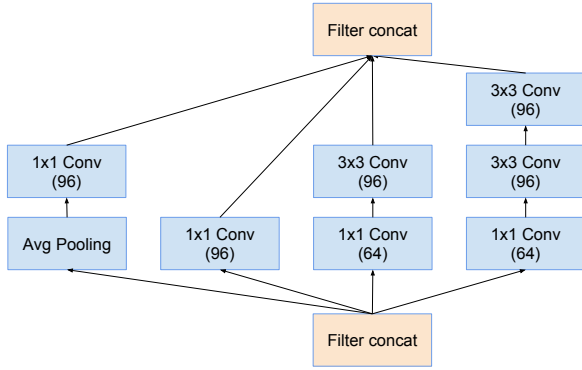 Filter concat
3x3 Conv
(96)
1x1 Conv
(96)
3x3 Conv
(96)
3x3 Conv
(96)
Avg Pooling
1x1 Conv
(96)
1x1 Conv
(64)
1x1 Conv
(64)
Filter concat